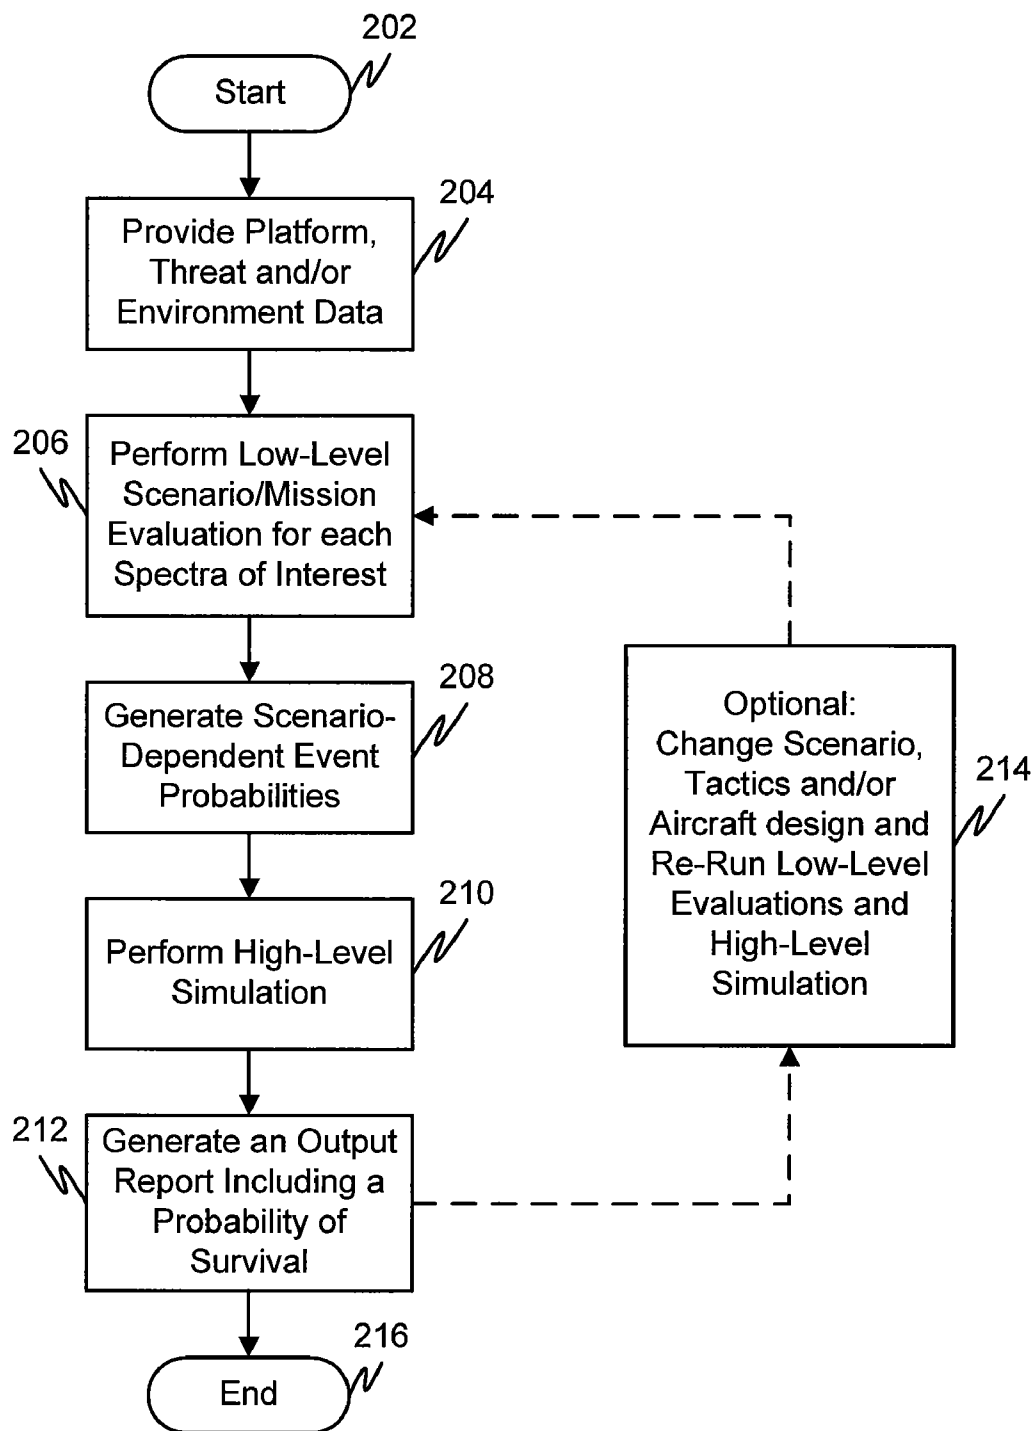 202
Start
204
Provide Platform,
Threat and/or
Environment Data
206
Perform Low-Level
Scenario/Mission
Evaluation for each
Spectra of Interest
208
Generate Scenario-
Dependent Event
Probabilities
210
Perform High-Level
Simulation
212
Generate an Output
Report Including a
Probability of
Survival
214
Optional:
Change Scenario,
Tactics and/or
Aircraft design and
Re-Run Low-Level
Evaluations and
High-Level
Simulation
216
End